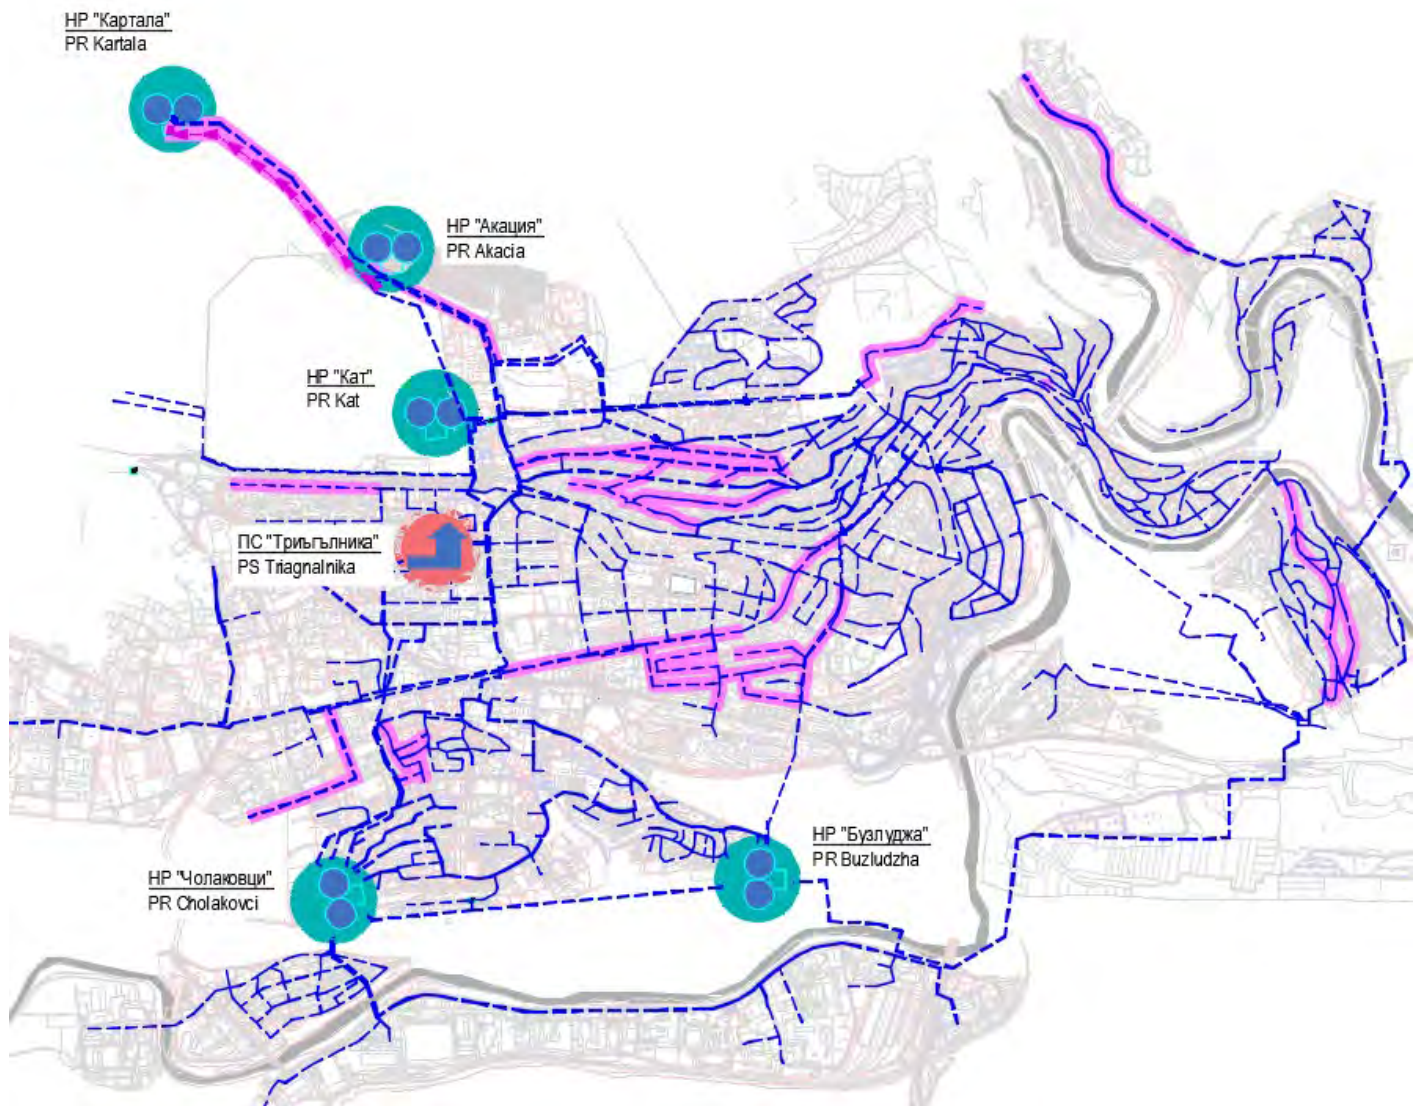 НР "Картала"
PR Kartala
НР "Акация"
PR Akacia
НР "Кат"
PR Kat
ПС "Триъгълника"
PS Triagnalnika
НР "Бузлуджа"
PR Buzludzha
НР "Чолаковци"
PR Cholakovci